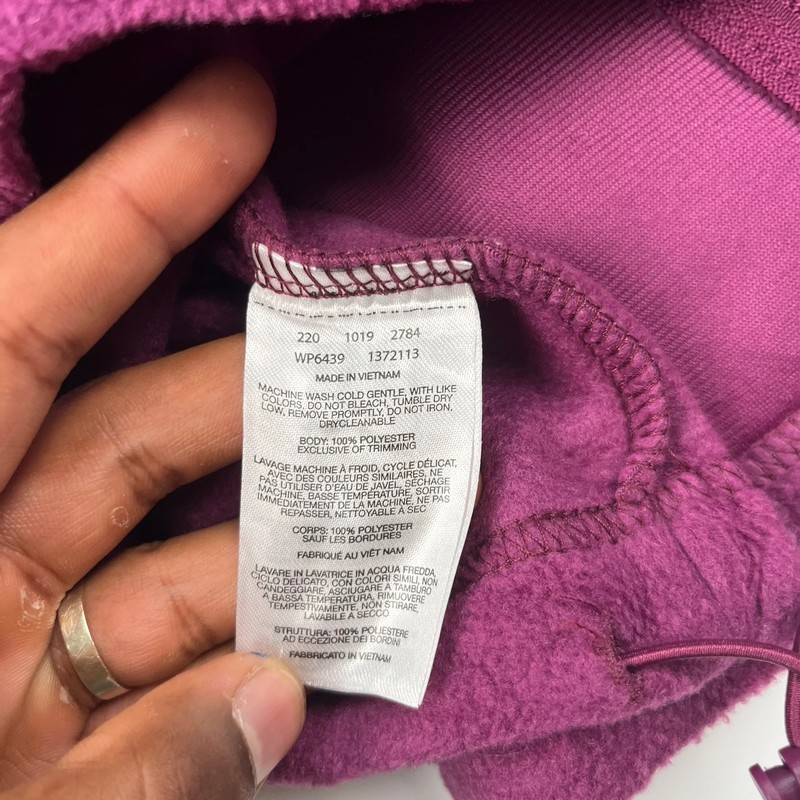 220 1019 2784
WP6439 1372113
MADE IN VIETNAM
MACHINE WASH COLD GENTLE, WITH LIKE
COLORS, DO NOT BLEACH, TUMBLE DRY
LOW, REMOVE PROMPTLY, DO NOT IRON,
DRYCLEANABLE
BODY: 100% POLYESTER
EXCLUSIVE OF TRIMMING
LAVAGE MACHINE À FROID, CYCLE DÉLICAT,
AVEC DES COULEURS SIMILAIRES, NE
PAS UTILISER D'EAU DE JAVEL, SÉCHAGE
MACHINE, BASSE TEMPÉRATURE, SORTIR
IMMÉDIATEMENT DE LA MACHINE, NE PAS
REPASSER, NETTOYABLE À SEC
CORPS: 100% POLYESTER
SAUF LES BORDURES
FABRIQUÉ AU VIÊT NAM
LAVARE IN LAVATRICE IN ACQUA FREDDA,
CICLO DELICATO, CON COLORI SIMILI, NON
CANDEGGIARE, ASCIUGARE A TAMBURO
A BASSA TEMPERATURA, RIMUOVERE
TEMPESTIVAMENTE, NON STIRARE,
LAVABILE A SECCO
STRUTTURA: 100% POLIESTERE
AD ECCEZIONE DEI BORDINI
FABBRICATO IN VIETNAM